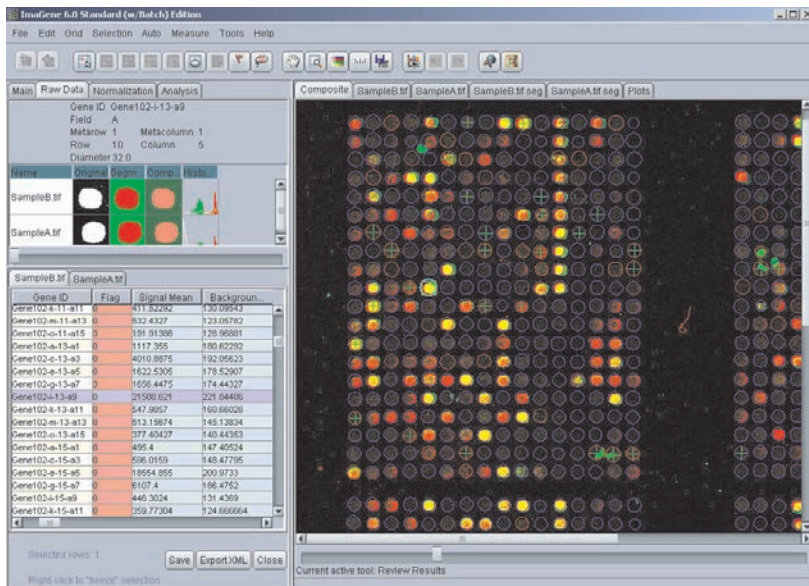 ImaGene 6.0 Standard (w/Batch) Edition
File Edit Grid Selection Auto Measure Tools Help
Main Raw Data Normalization Analysis
Gene ID Gene102-i-13-a9
Field A
Metarow 1 Metacolumn 1
Row 10 Column 5
Diameter 32.0
Name Original Segm... Comp... Histo...
SampleB.tif
SampleA.tif
SampleB.tif SampleA.tif
Gene ID Flag Signal Mean Backgroun...
Gene102-k-11-a11 0 411.52292 130.09543
Gene102-m-11-a13 0 532.4327 123.05782
Gene102-o-11-a15 3 191.91388 128.96881
Gene102-a-13-a1 0 1117.355 180.62292
Gene102-c-13-a3 0 4010.8875 192.05623
Gene102-e-13-a5 0 1622.5305 178.52907
Gene102-g-13-a7 3 1656.4475 174.44327
Gene102-i-13-a9 0 21508.621 221.84406
Gene102-k-13-a11 0 547.9857 160.66028
Gene102-m-13-a13 0 513.15674 145.13834
Gene102-o-13-a15 0 377.40427 140.44353
Gene102-a-15-a1 0 495.4 147.40524
Gene102-c-15-a3 0 596.0159 148.47795
Gene102-e-15-a5 0 18554.855 200.9733
Gene102-g-15-a7 0 6107.4 186.4752
Gene102-i-15-a9 0 446.3024 131.4369
Gene102-k-15-a11 0 359.77304 124.666664
Selected rows: 1
Save Export XML Close
Right-click to "freeze" selection
Composite SampleB.tif SampleA.tif SampleB.tif seg SampleA.tif seg Plots
Current active tool: Review Results